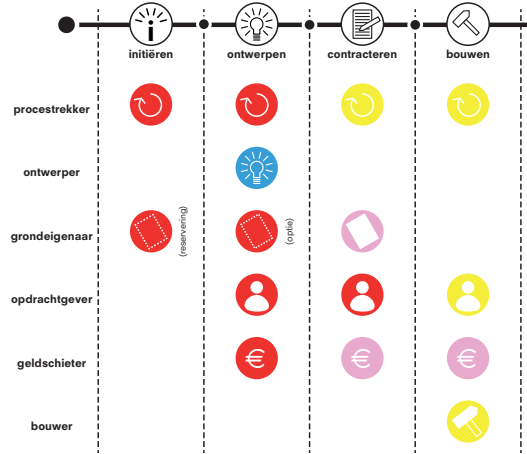 initiëren
ontwerpen
contracteren
bouwen
procestrekker
ontwerper
grondeigenaar
(reservering)
(optie)
opdrachtgever
geldschieter
€
€
€
bouwer